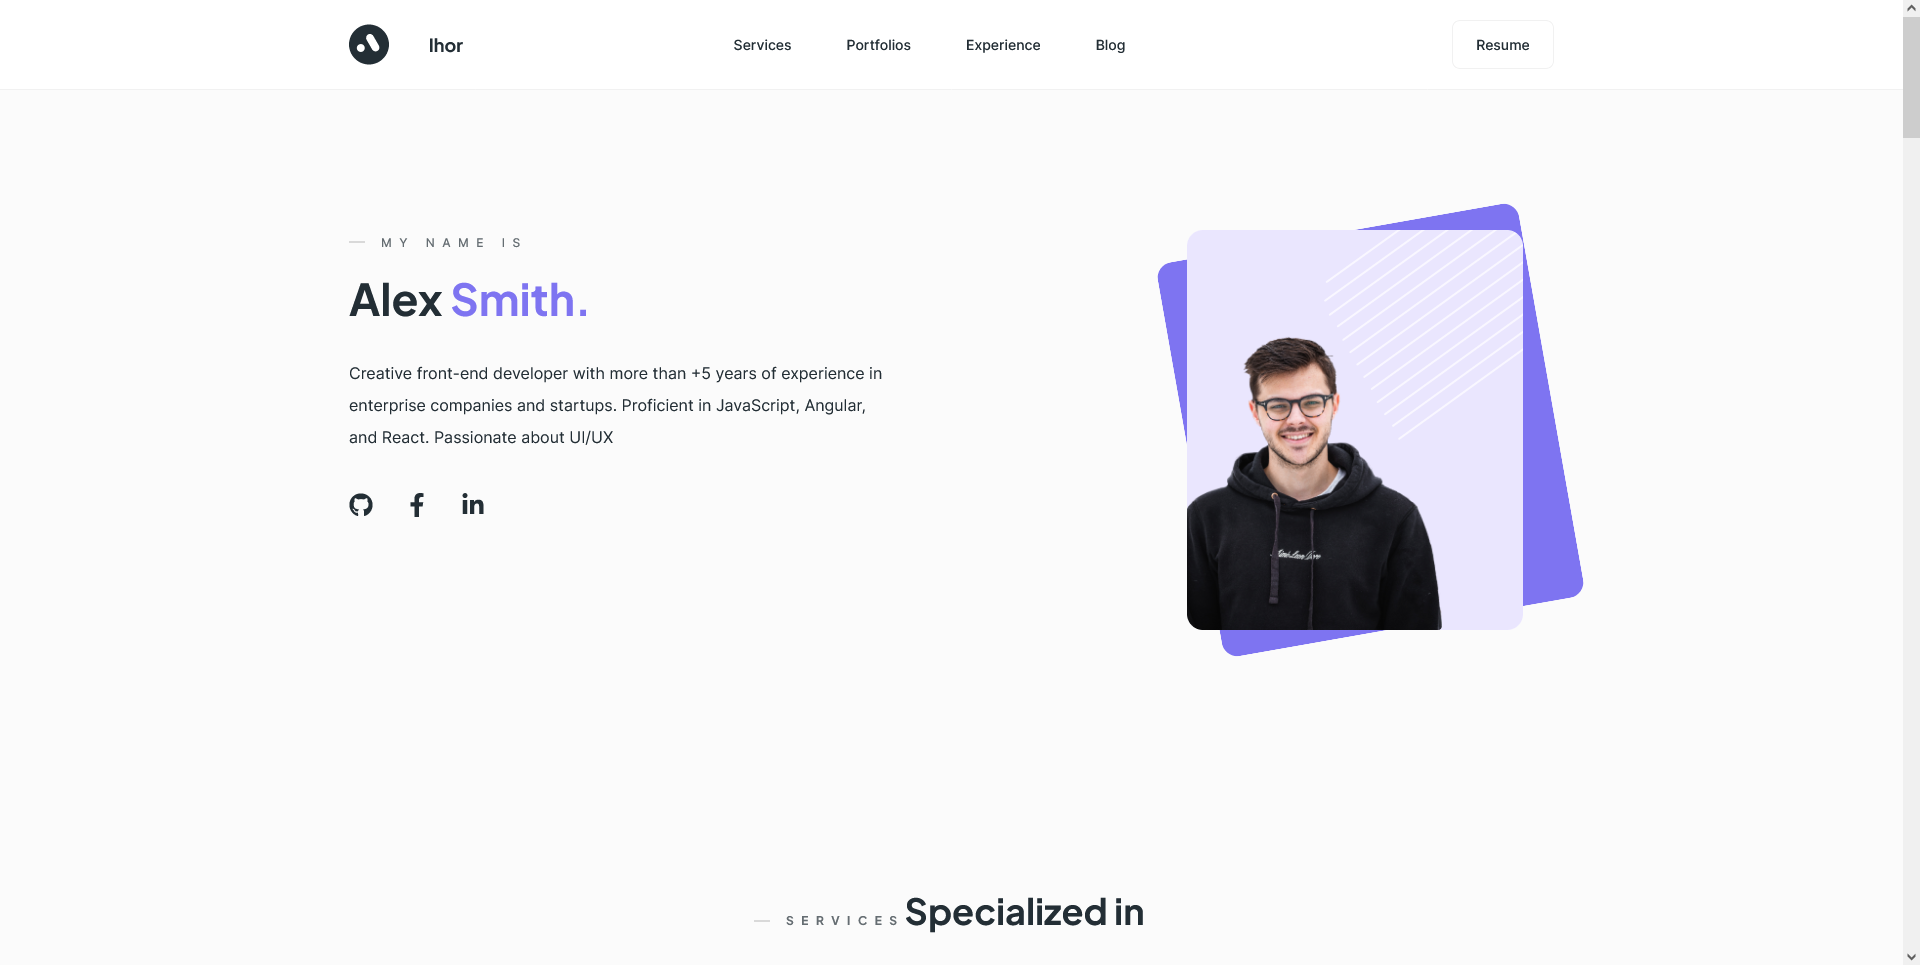 Ihor
Services
Portfolios
Experience
Blog
Resume
MY NAME IS
Alex Smith.
Creative front-end developer with more than +5 years of experience in
enterprise companies and startups. Proficient in JavaScript, Angular,
and React. Passionate about UI/UX
SERVICES Specialized in